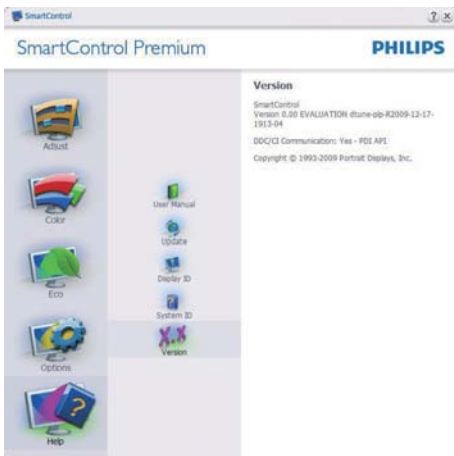 SmartControl
SmartControl Premium
PHILIPS
Adjust
Color
Eco
Options
Help
User Manual
Update
Display ID
System ID
Version
Version
SmartControl
Version 0.00 EVALUATION dtune-plp-R2009-12-17-
1913-04
DDC/CI Communication: Yes - PDI API
Copyright © 1993-2009 Portrait Displays, Inc.